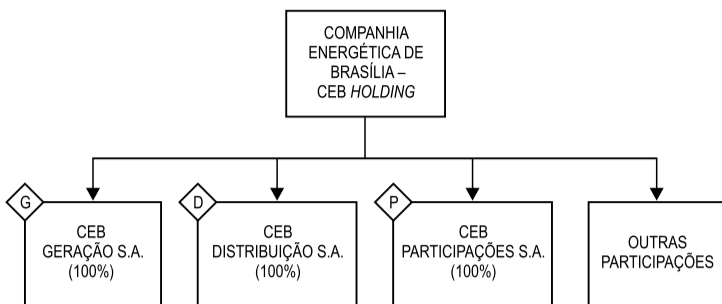 COMPANHIA
ENERGÉTICA DE
BRASÍLIA –
CEB HOLDING
G
CEB
GERAÇÃO S.A.
(100%)
D
CEB
DISTRIBUIÇÃO S.A.
(100%)
P
CEB
PARTICIPAÇÕES S.A.
(100%)
OUTRAS
PARTICIPAÇÕES